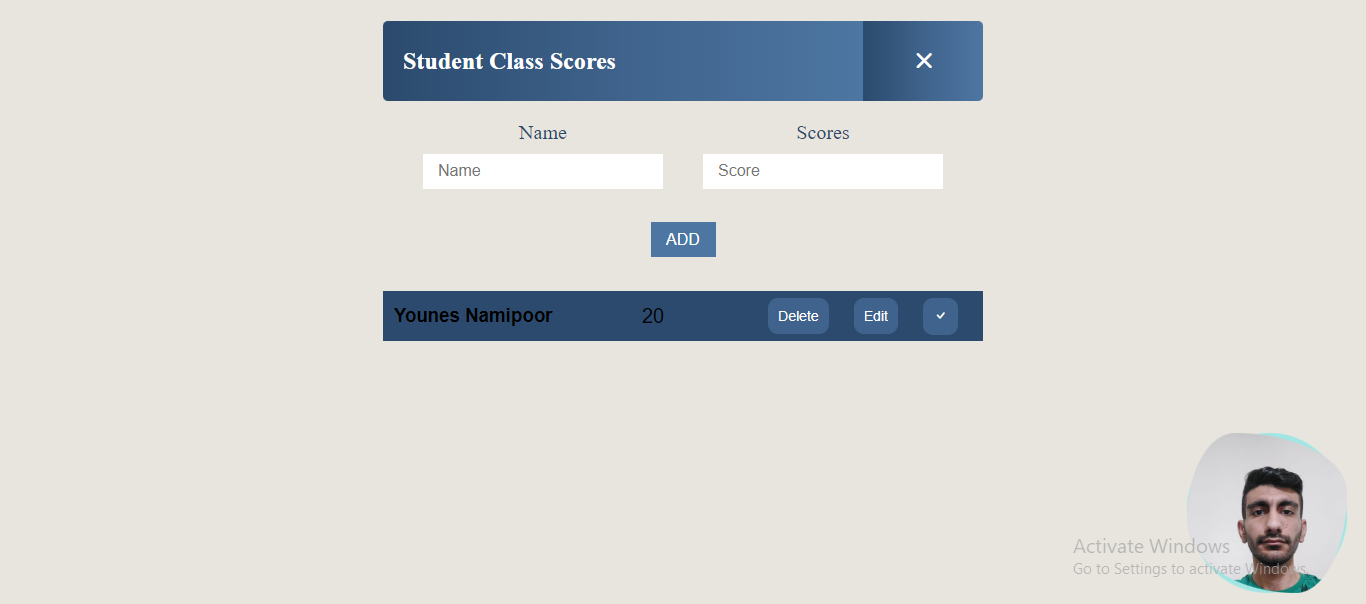 Student Class Scores ✕
Name Scores
Name Score
ADD
Younes Namipoor 20 Delete Edit ✓
Activate Windows
Go to Settings to activate Windows.